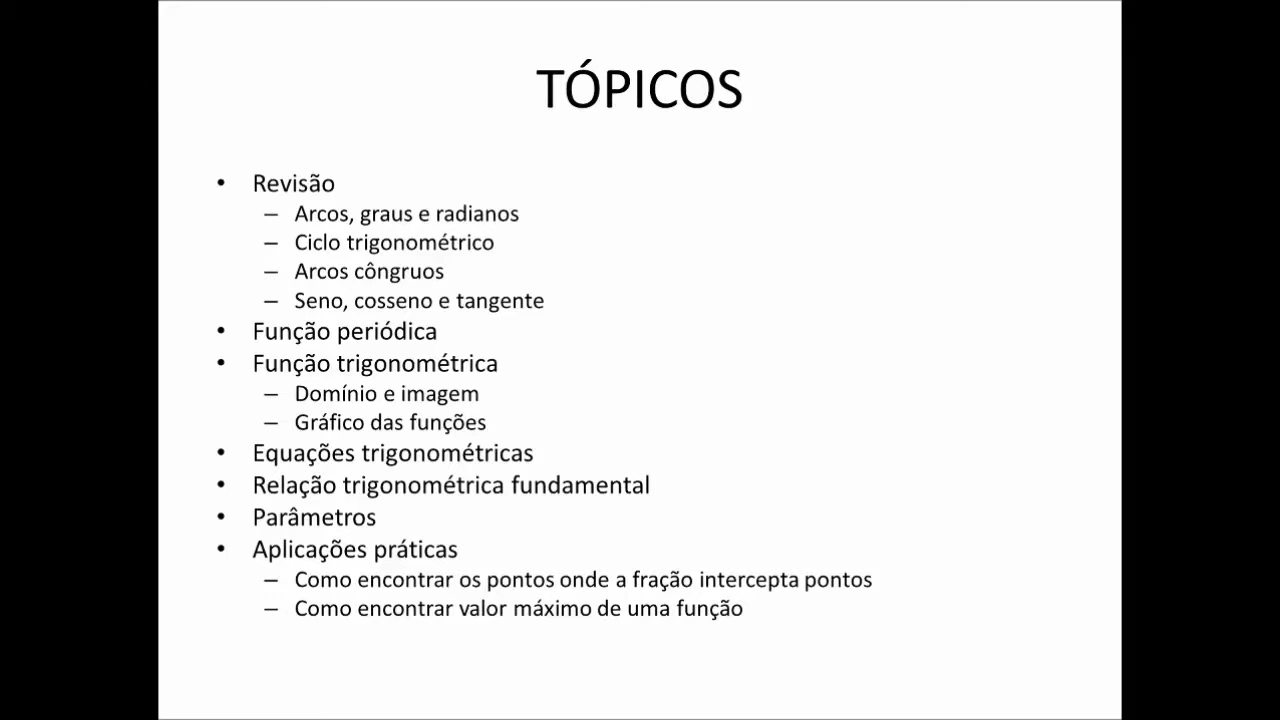 TÓPICOS
• Revisão
– Arcos, graus e radianos
– Ciclo trigonométrico
– Arcos côngruos
– Seno, cosseno e tangente
• Função periódica
• Função trigonométrica
– Domínio e imagem
– Gráfico das funções
• Equações trigonométricas
• Relação trigonométrica fundamental
• Parâmetros
• Aplicações práticas
– Como encontrar os pontos onde a fração intercepta pontos
– Como encontrar valor máximo de uma função